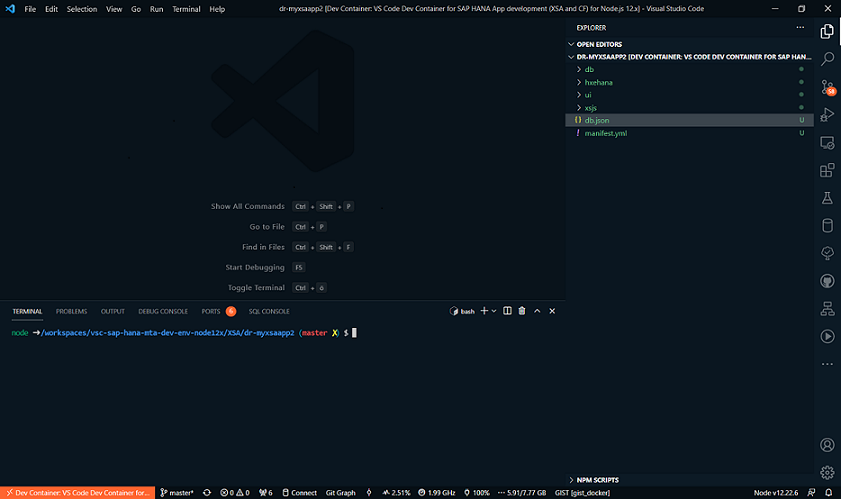 File Edit Selection View Go Run Terminal Help
dr-myxsaapp2 [Dev Container: VS Code Dev Container for SAP HANA App development (XSA and CF) for Node.js 12.x] - Visual Studio Code
Show All Commands Ctrl + Shift + P
Go to File Ctrl + P
Find in Files Ctrl + Shift + F
Start Debugging F5
Toggle Terminal Ctrl + ö
EXPLORER
OPEN EDITORS
DR-MYXSAAPP2 [DEV CONTAINER: VS CODE DEV CONTAINER FOR SAP HAN...
db
hxehana
ui
xsjs
{} db.json U
! manifest.yml U
NPM SCRIPTS
58
TERMINAL PROBLEMS OUTPUT DEBUG CONSOLE PORTS 6 SQL CONSOLE
bash
node ➜/workspaces/vsc-sap-hana-mta-dev-env-node12x/XSA/dr-myxsaapp2 (master ✗) $
Dev Container: VS Code Dev Container for... master* 0 0 6 Connect Git Graph 2.51% 1.99 GHz 100% 5.91/7.77 GB GIST [gist_docker] Node v12.22.6